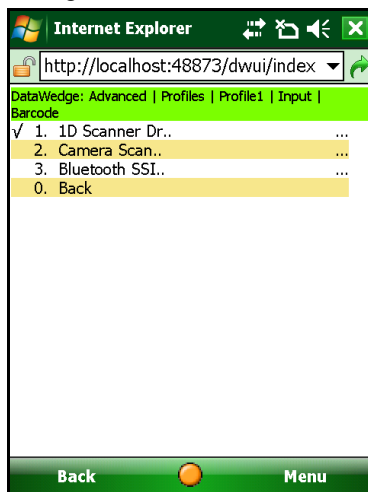 Internet Explorer
http://localhost:48873/dwui/index
DataWedge: Advanced | Profiles | Profile1 | Input |
Barcode
√ 1. 1D Scanner Dr.. ...
2. Camera Scan.. ...
3. Bluetooth SSI.. ...
0. Back
Back Menu